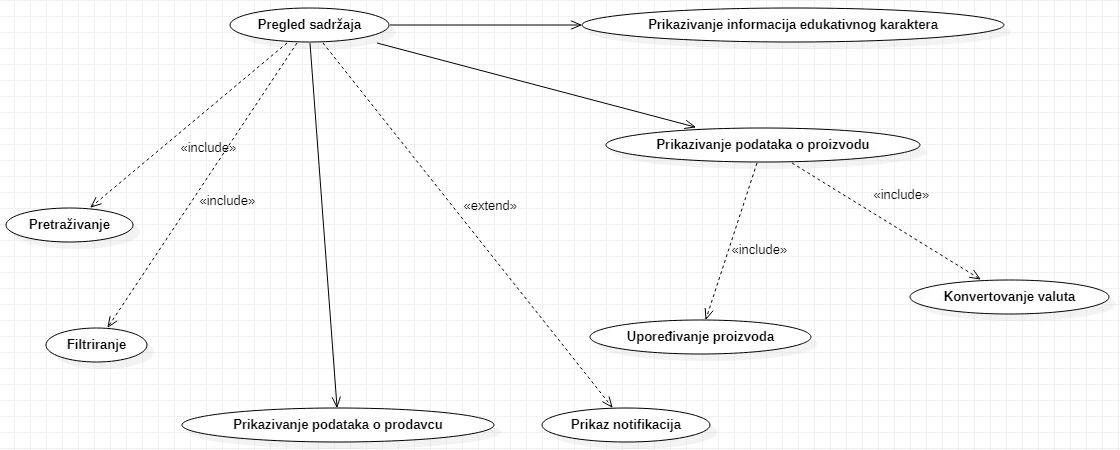 Pregled sadržaja
Prikazivanje informacija edukativnog karaktera
Prikazivanje podataka o proizvodu
«include»
«include»
«include»
«extend»
Pretraživanje
«include»
Konvertovanje valuta
Upoređivanje proizvoda
Filtriranje
Prikazivanje podataka o prodavcu
Prikaz notifikacija